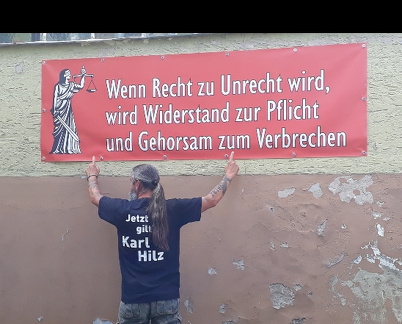 Wenn Recht zu Unrecht wird,
wird Widerstand zur Pflicht
und Gehorsam zum Verbrechen
Jetzt
gilt
Karl
Hilz